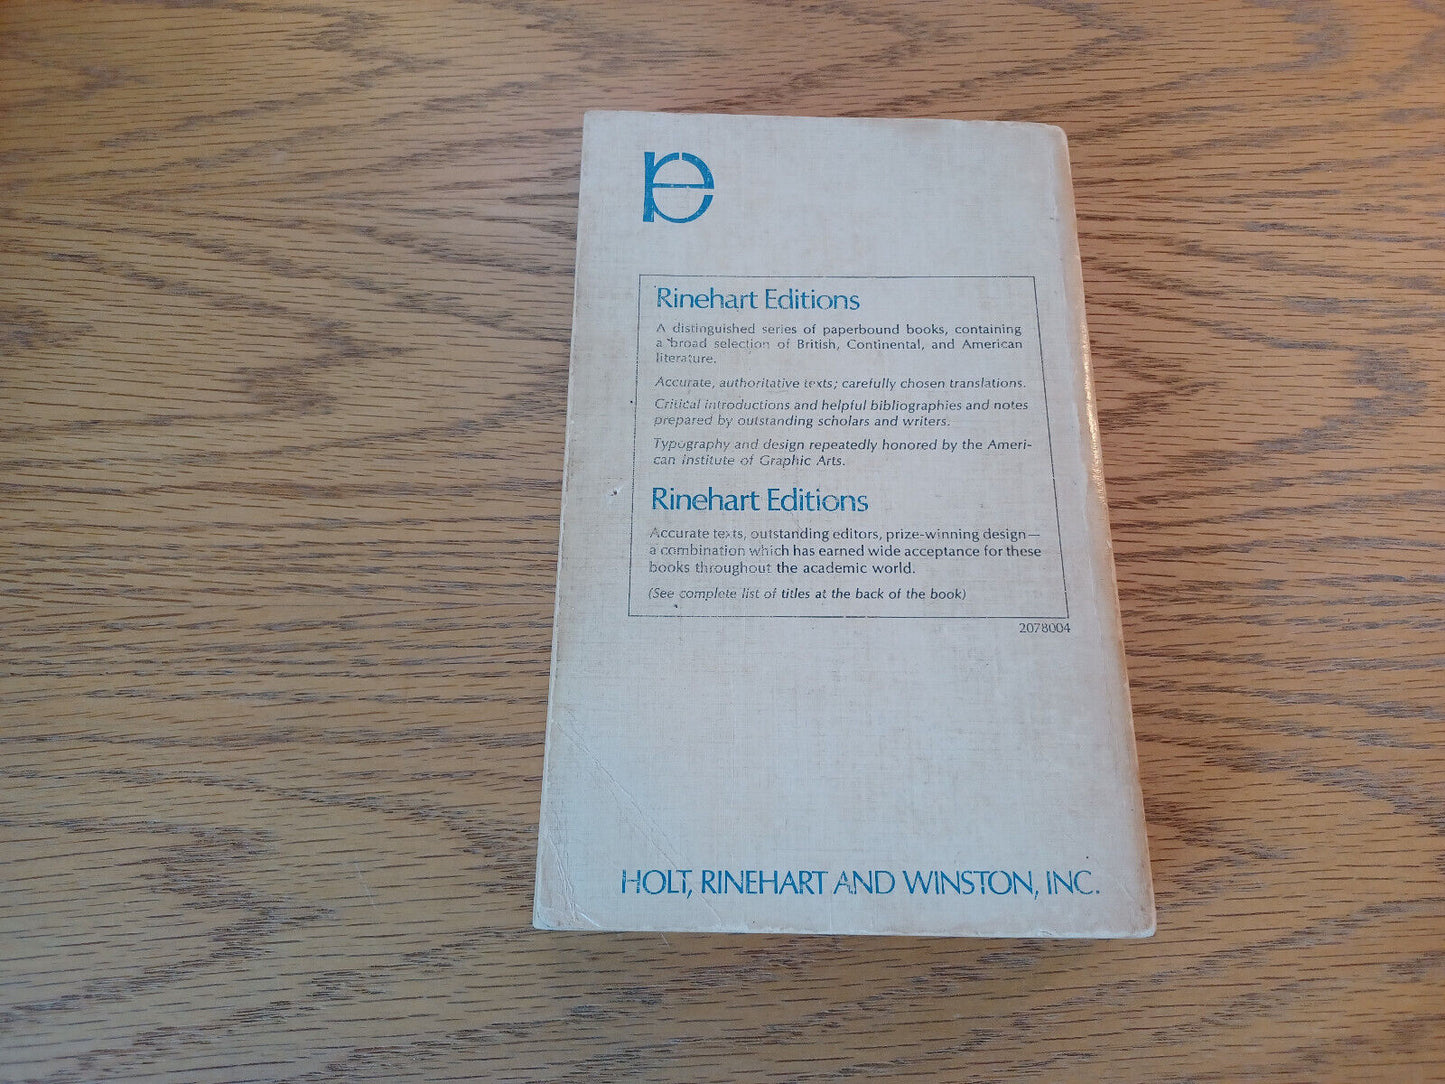 re
Rinehart Editions
A distinguished series of paperbound books, containing
a broad selection of British, Continental, and American
literature.
Accurate, authoritative texts; carefully chosen translations.
Critical introductions and helpful bibliographies and notes
prepared by outstanding scholars and writers.
Typography and design repeatedly honored by the Ameri-
can Institute of Graphic Arts.
Rinehart Editions
Accurate texts, outstanding editors, prize-winning design—
a combination which has earned wide acceptance for these
books throughout the academic world.
(See complete list of titles at the back of the book)
2078004
HOLT, RINEHART AND WINSTON, INC.